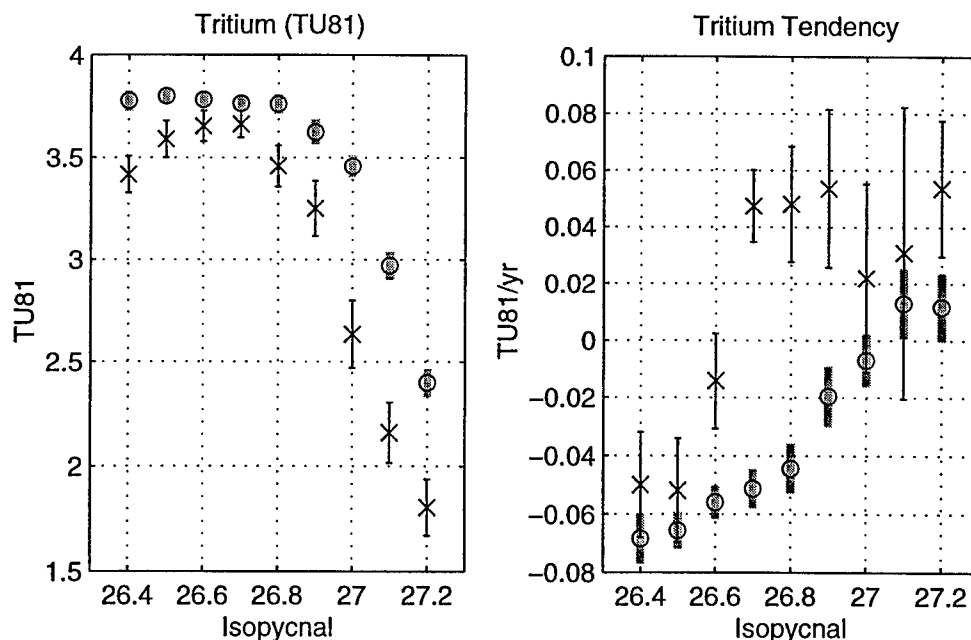 Tritium (TU81)
4
3.5
3
2.5
2
1.5
TU81
26.4 26.6 26.8 27 27.2
Isopycnal
Tritium Tendency
0.1
0.08
0.06
0.04
0.02
0
−0.02
−0.04
−0.06
−0.08
TU81/yr
26.4 26.6 26.8 27 27.2
Isopycnal